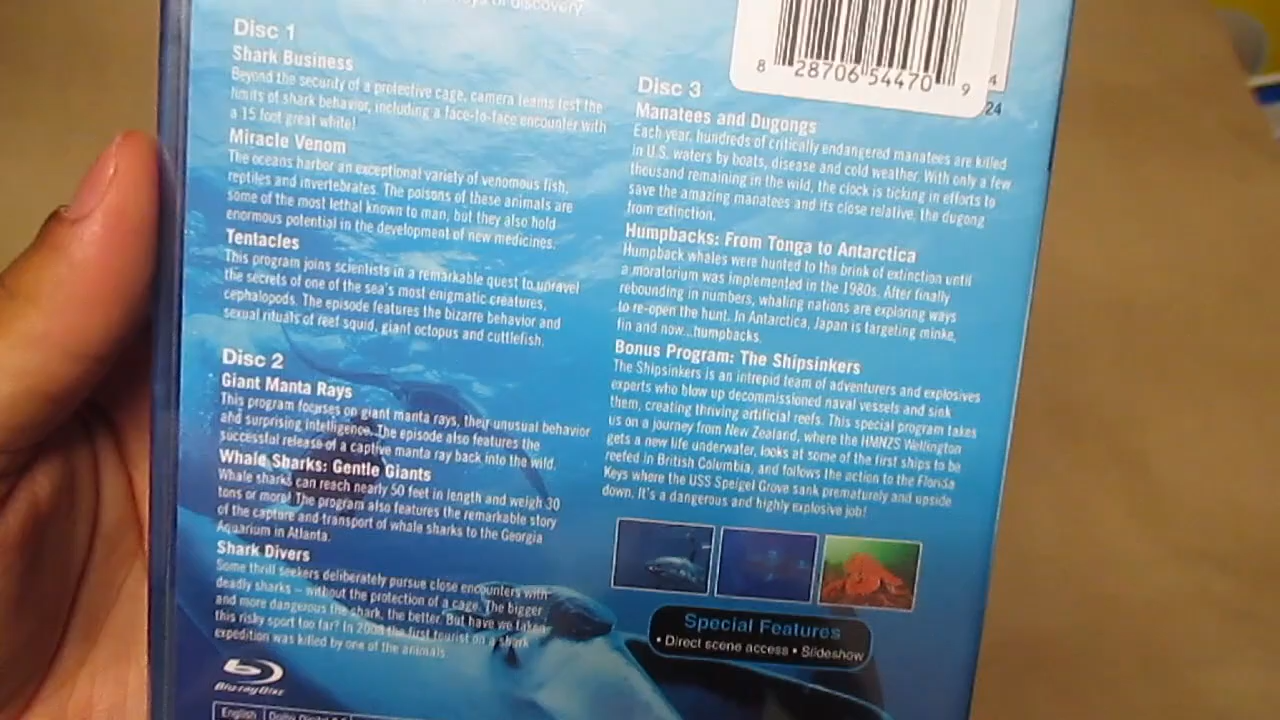 of discovery.
Disc 1
Shark Business
Beyond the security of a protective cage, camera teams test the
limits of shark behavior, including a face-to-face encounter with
a 15 foot great white!
Miracle Venom
The oceans harbor an exceptional variety of venomous fish,
reptiles and invertebrates. The poisons of these animals are
some of the most lethal known to man, but they also hold
enormous potential in the development of new medicines.
Tentacles
This program joins scientists in a remarkable quest to unravel
the secrets of one of the sea's most enigmatic creatures,
cephalopods. The episode features the bizarre behavior and
sexual rituals of reef squid, giant octopus and cuttlefish.
Disc 2
Giant Manta Rays
This program focuses on giant manta rays, their unusual behavior
and surprising intelligence. The episode also features the
successful release of a captive manta ray back into the wild.
Whale Sharks: Gentle Giants
Whale sharks can reach nearly 50 feet in length and weigh 30
tons or more! The program also features the remarkable story
of the capture and transport of whale sharks to the Georgia
Aquarium in Atlanta.
Shark Divers
Some thrill seekers deliberately pursue close encounters with
deadly sharks – without the protection of a cage. The bigger
and more dangerous the shark, the better. But have we taken
this risky sport too far? In 2008 the first tourist on a shark
expedition was killed by one of the animals.
Blu-ray Disc
English
8 28706 54470 9
4
24
Disc 3
Manatees and Dugongs
Each year, hundreds of critically endangered manatees are killed
in U.S. waters by boats, disease and cold weather. With only a few
thousand remaining in the wild, the clock is ticking in efforts to
save the amazing manatees and its close relative, the dugong
from extinction.
Humpbacks: From Tonga to Antarctica
Humpback whales were hunted to the brink of extinction until
a moratorium was implemented in the 1980s. After finally
rebounding in numbers, whaling nations are exploring ways
to re-open the hunt. In Antarctica, Japan is targeting minke,
fin and now...humpbacks.
Bonus Program: The Shipsinkers
The Shipsinkers is an intrepid team of adventurers and explosives
experts who blow up decommissioned naval vessels and sink
them, creating thriving artificial reefs. This special program takes
us on a journey from New Zealand, where the HMNZS Wellington
gets a new life underwater, looks at some of the first ships to be
reefed in British Columbia, and follows the action to the Florida
Keys where the USS Speigel Grove sank prematurely and upside
down. It's a dangerous and highly explosive job!
Special Features
• Direct scene access • Slideshow